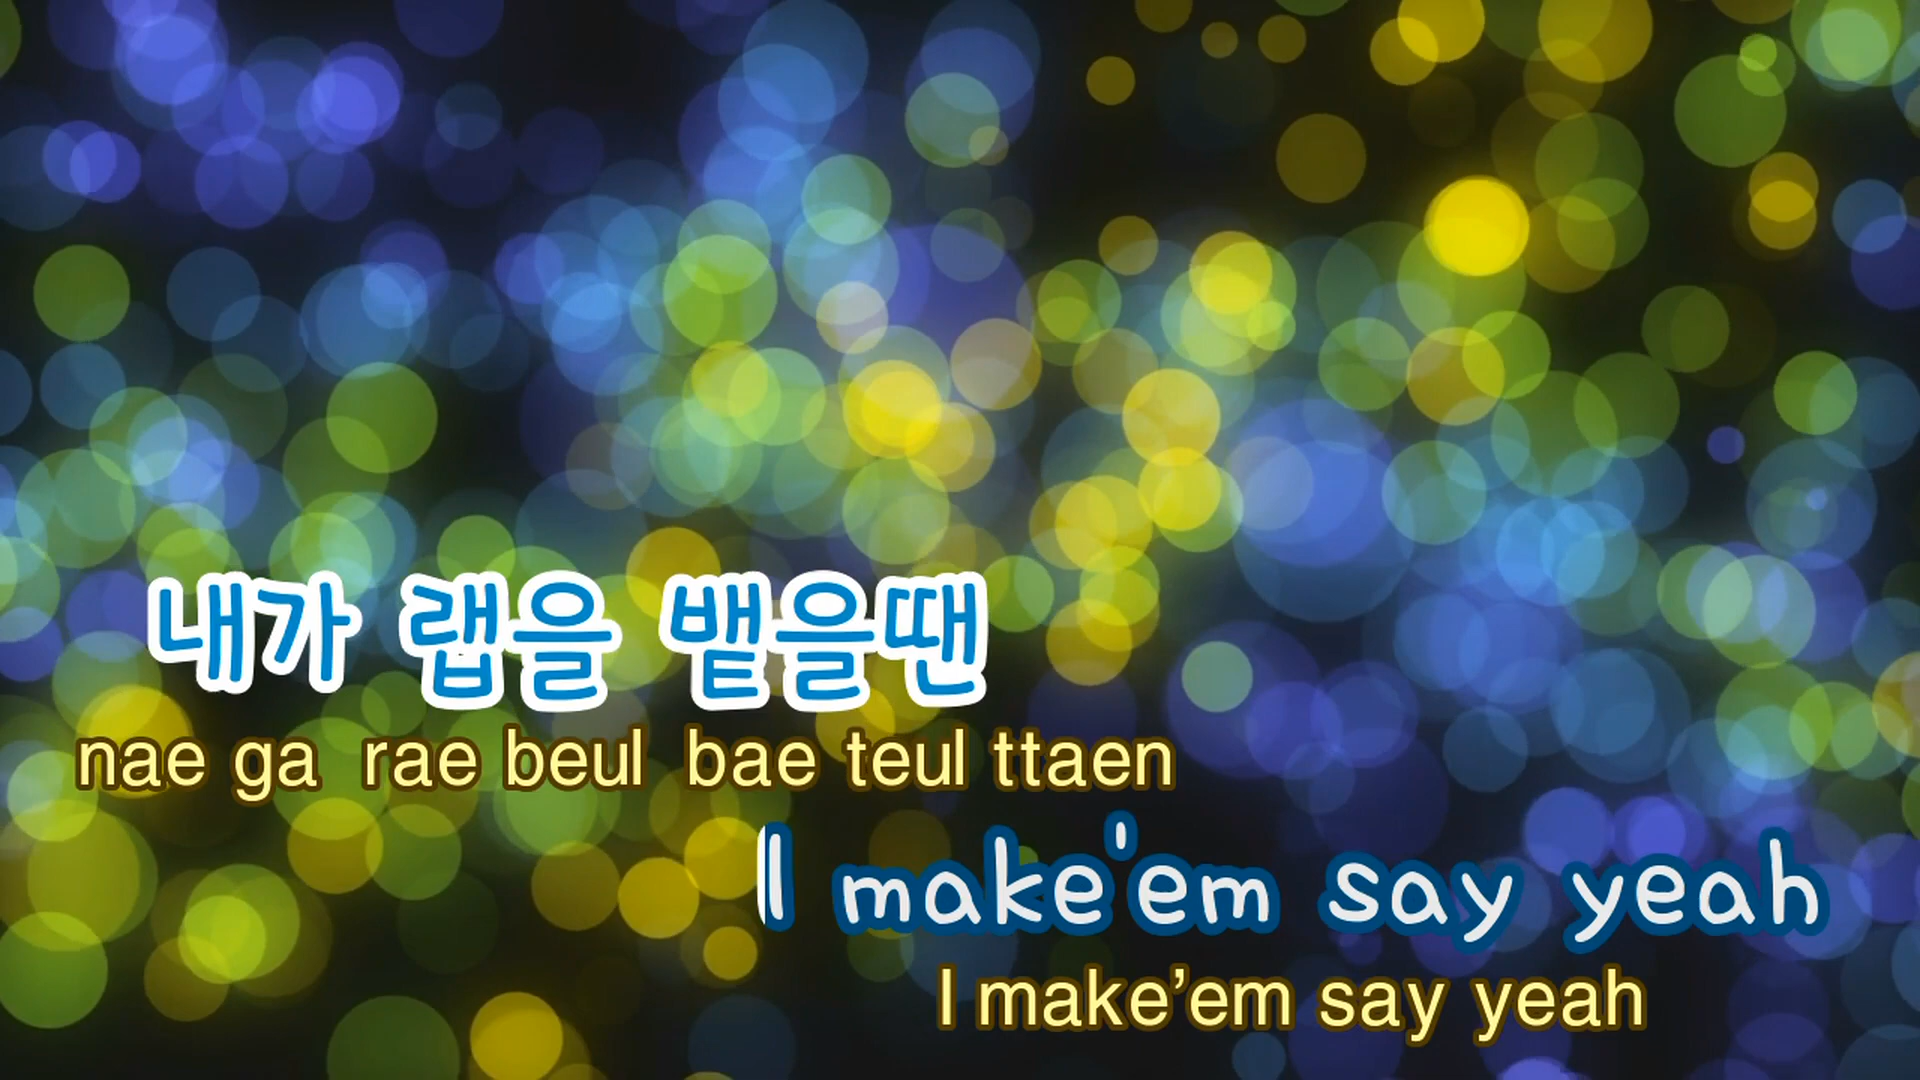 내가 랩을 뱉을땐
nae ga rae beul bae teul ttaen
I make'em say yeah
I make’em say yeah